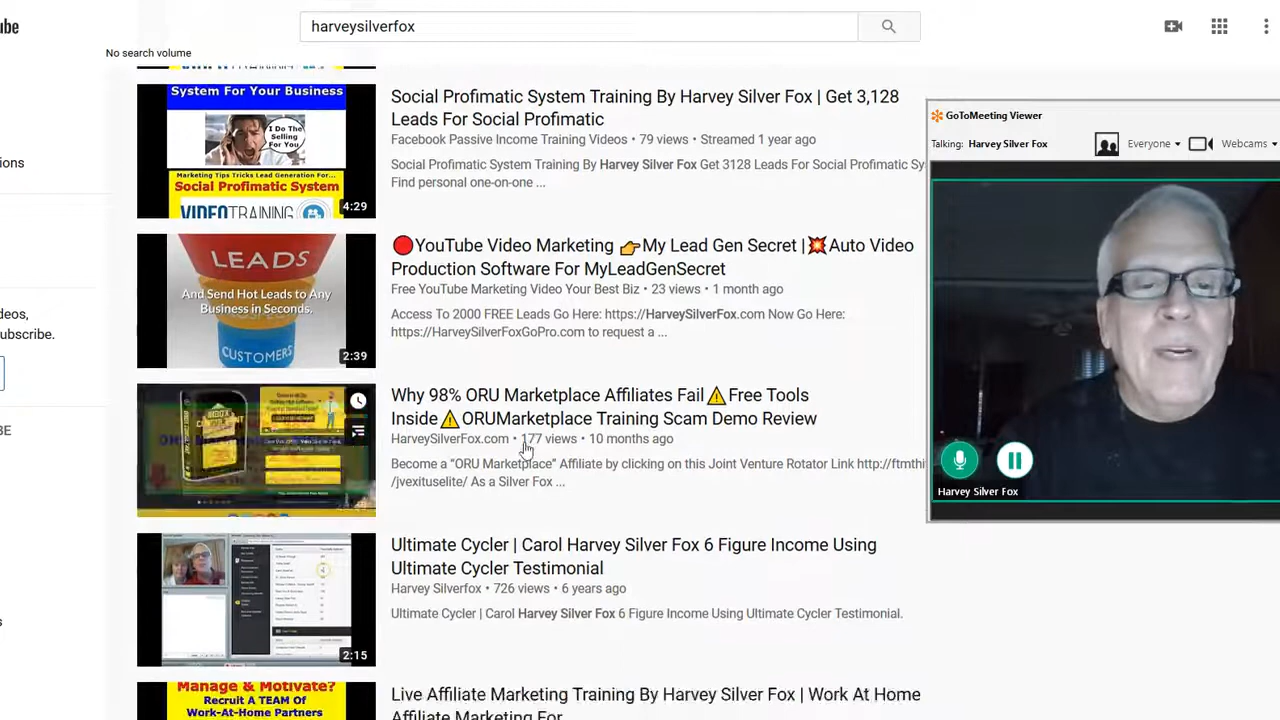 be
harveysilverfox
No search volume
System For Your Business
I Do The
Selling
For You
Marketing Tips Tricks Lead Generation For...
Social Profimatic System
VIDEOTRAINING
4:29
Social Profimatic System Training By Harvey Silver Fox | Get 3,128
Leads For Social Profimatic
Facebook Passive Income Training Videos • 79 views • Streamed 1 year ago
Social Profimatic System Training By Harvey Silver Fox Get 3128 Leads For Social Profimatic Sy
Find personal one-on-one ...
LEADS
And Send Hot Leads to Any
Business in Seconds.
CUSTOMERS
2:39
🔴YouTube Video Marketing 👉My Lead Gen Secret |💥Auto Video
Production Software For MyLeadGenSecret
Free YouTube Marketing Video Your Best Biz • 23 views • 1 month ago
Access To 2000 FREE Leads Go Here: https://HarveySilverFox.com Now Go Here:
https://HarveySilverFoxGoPro.com to request a ...
Why 98% ORU Marketplace Affiliates Fail⚠Free Tools
Inside⚠ORUMarketplace Training Scam Demo Review
HarveySilverFox.com • 177 views • 10 months ago
Become a "ORU Marketplace" Affiliate by clicking on this Joint Venture Rotator Link http://ftmthi
/jvexituselite/ As a Silver Fox ...
2:15
Ultimate Cycler | Carol Harvey Silver Fox 6 Figure Income Using
Ultimate Cycler Testimonial
Ultimate Cycler | Carol Harvey Silver Fox 6 Figure Income Using Ultimate Cycler Testimonial.
Manage & Motivate?
Recruit A TEAM Of
Work-At-Home Partners
Live Affiliate Marketing Training By Harvey Silver Fox | Work At Home
Affiliate Marketing For
ions
deos,
ubscribe.
BE
s
GoToMeeting Viewer
Talking: Harvey Silver Fox
Everyone
Webcams
Harvey Silver Fox